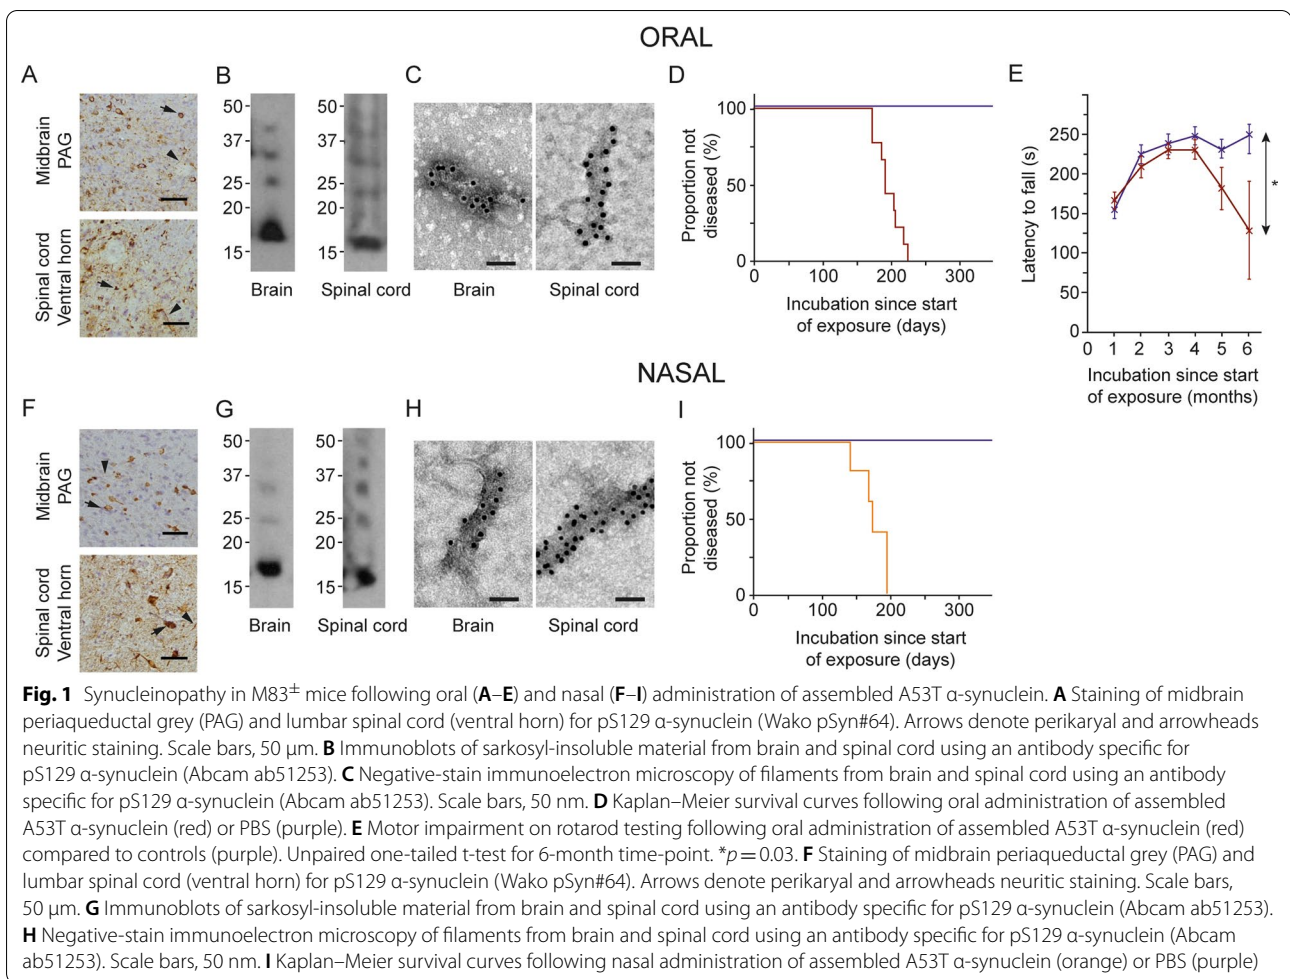 ORAL
A
Midbrain
PAG
Spinal cord
Ventral horn
B
50
37
25
20
15
Brain
50
37
25
20
15
Spinal cord
C
Brain
Spinal cord
D
Proportion not
diseased (%)
100
50
0
0 100 200 300
Incubation since start
of exposure (days)
E
Latency to fall (s)
250
200
150
100
50
0
0 1 2 3 4 5 6
*
Incubation since start
of exposure (months)
NASAL
F
Midbrain
PAG
Spinal cord
Ventral horn
G
50
37
25
20
15
Brain
50
37
25
20
15
Spinal cord
H
Brain
Spinal cord
I
Proportion not
diseased (%)
100
50
0
0 100 200 300
Incubation since start
of exposure (days)
Fig. 1 Synucleinopathy in M83± mice following oral (A–E) and nasal (F–I) administration of assembled A53T α-synuclein. A Staining of midbrain
periaqueductal grey (PAG) and lumbar spinal cord (ventral horn) for pS129 α-synuclein (Wako pSyn#64). Arrows denote perikaryal and arrowheads
neuritic staining. Scale bars, 50 µm. B Immunoblots of sarkosyl-insoluble material from brain and spinal cord using an antibody specific for
pS129 α-synuclein (Abcam ab51253). C Negative-stain immunoelectron microscopy of filaments from brain and spinal cord using an antibody
specific for pS129 α-synuclein (Abcam ab51253). Scale bars, 50 nm. D Kaplan–Meier survival curves following oral administration of assembled
A53T α-synuclein (red) or PBS (purple). E Motor impairment on rotarod testing following oral administration of assembled A53T α-synuclein (red)
compared to controls (purple). Unpaired one-tailed t-test for 6-month time-point. *p = 0.03. F Staining of midbrain periaqueductal grey (PAG) and
lumbar spinal cord (ventral horn) for pS129 α-synuclein (Wako pSyn#64). Arrows denote perikaryal and arrowheads neuritic staining. Scale bars,
50 µm. G Immunoblots of sarkosyl-insoluble material from brain and spinal cord using an antibody specific for pS129 α-synuclein (Abcam ab51253).
H Negative-stain immunoelectron microscopy of filaments from brain and spinal cord using an antibody specific for pS129 α-synuclein (Abcam
ab51253). Scale bars, 50 nm. I Kaplan–Meier survival curves following nasal administration of assembled A53T α-synuclein (orange) or PBS (purple)